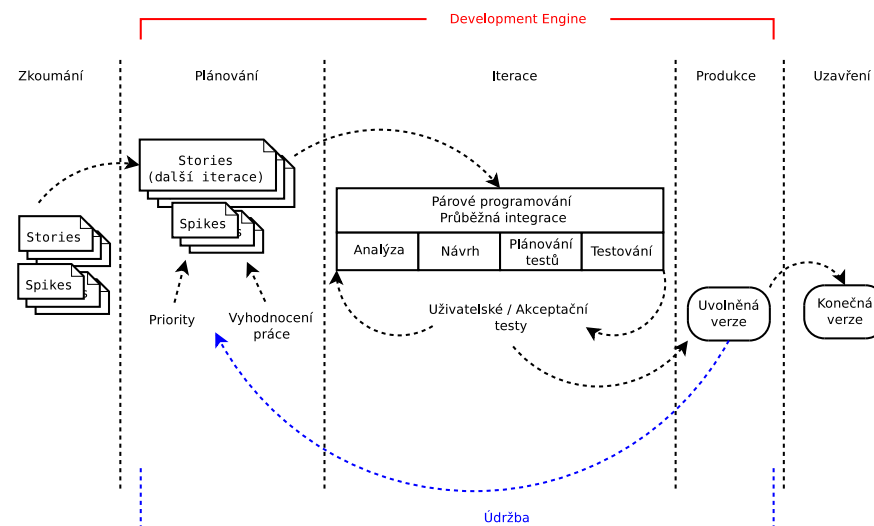 Development Engine
Zkoumání
Plánování
Iterace
Produkce
Uzavření
Stories
(další iterace)
Spikes
Stories
Spikes
Priority
Vyhodnocení
práce
Párové programování
Průběžná integrace
Analýza
Návrh
Plánování
testů
Testování
Uživatelské / Akceptační
testy
Uvolněná
verze
Konečná
verze
Údržba